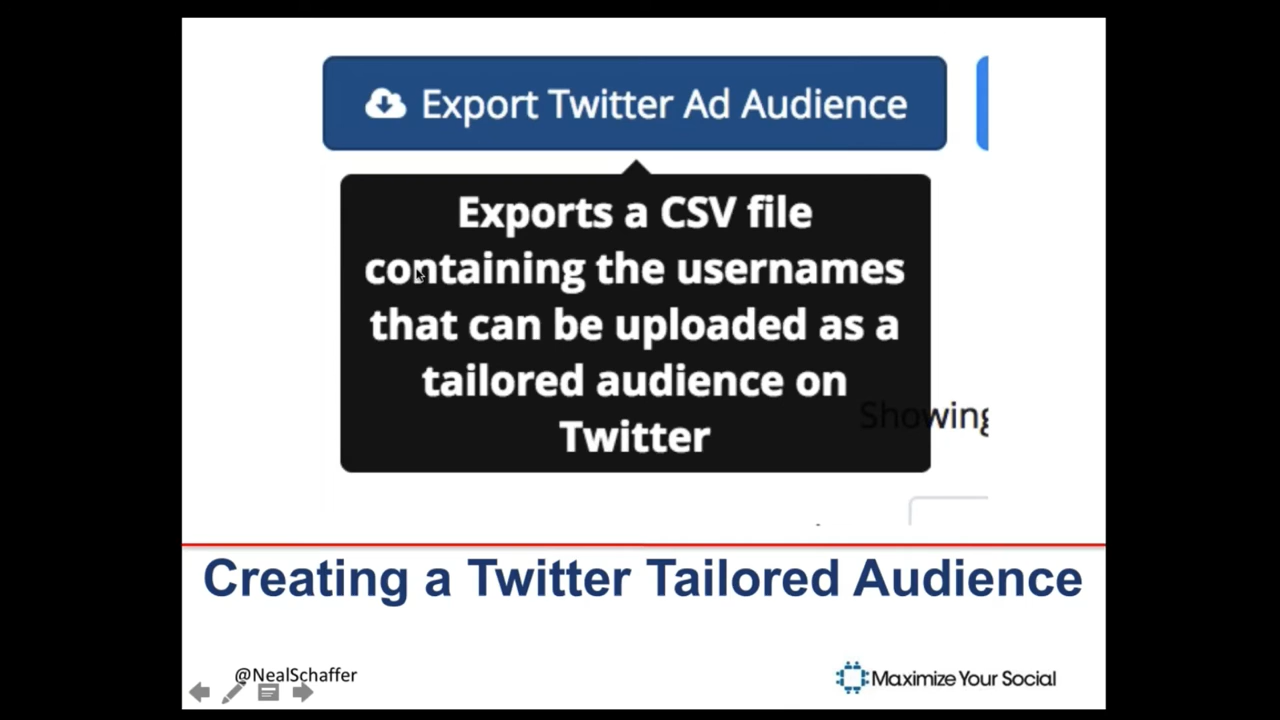 Export Twitter Ad Audience
Exports a CSV file
containing the usernames
that can be uploaded as a
tailored audience on
Twitter
Showing
Creating a Twitter Tailored Audience
@NealSchaffer
Maximize Your Social